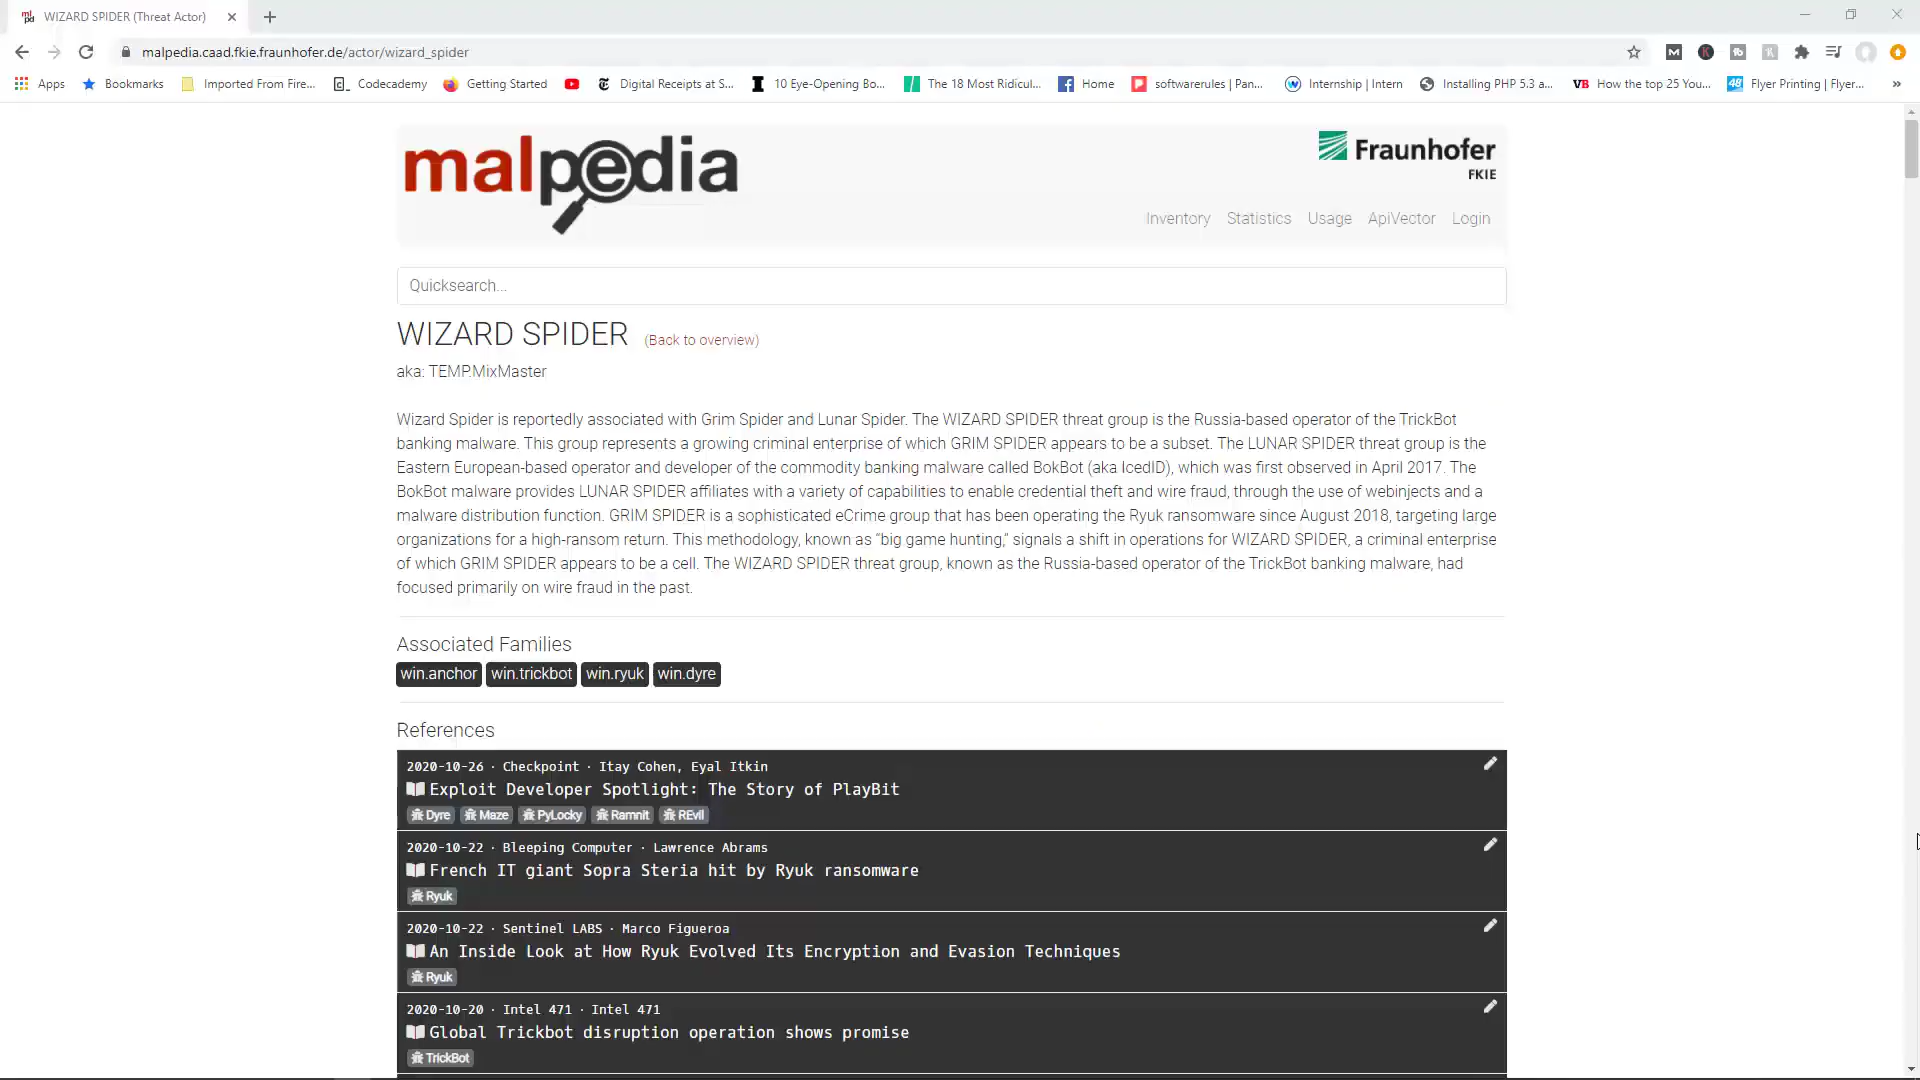 WIZARD SPIDER (Threat Actor)
malpedia.caad.fkie.fraunhofer.de/actor/wizard_spider
Apps Bookmarks Imported From Fire... Codecademy Getting Started Digital Receipts at S... 10 Eye-Opening Bo... The 18 Most Ridicul... Home softwarerules | Pan... Internship | Intern Installing PHP 5.3 a... VB How the top 25 You... Flyer Printing | Flyer... »
malpedia
Fraunhofer
FKIE
Inventory Statistics Usage ApiVector Login
Quicksearch...
WIZARD SPIDER (Back to overview)
aka: TEMP.MixMaster
Wizard Spider is reportedly associated with Grim Spider and Lunar Spider. The WIZARD SPIDER threat group is the Russia-based operator of the TrickBot
banking malware. This group represents a growing criminal enterprise of which GRIM SPIDER appears to be a subset. The LUNAR SPIDER threat group is the
Eastern European-based operator and developer of the commodity banking malware called BokBot (aka IcedID), which was first observed in April 2017. The
BokBot malware provides LUNAR SPIDER affiliates with a variety of capabilities to enable credential theft and wire fraud, through the use of webinjects and a
malware distribution function. GRIM SPIDER is a sophisticated eCrime group that has been operating the Ryuk ransomware since August 2018, targeting large
organizations for a high-ransom return. This methodology, known as “big game hunting,” signals a shift in operations for WIZARD SPIDER, a criminal enterprise
of which GRIM SPIDER appears to be a cell. The WIZARD SPIDER threat group, known as the Russia-based operator of the TrickBot banking malware, had
focused primarily on wire fraud in the past.
Associated Families
win.anchor win.trickbot win.ryuk win.dyre
References
2020-10-26 · Checkpoint · Itay Cohen, Eyal Itkin
Exploit Developer Spotlight: The Story of PlayBit
Dyre Maze PyLocky Ramnit REvil
2020-10-22 · Bleeping Computer · Lawrence Abrams
French IT giant Sopra Steria hit by Ryuk ransomware
Ryuk
2020-10-22 · Sentinel LABS · Marco Figueroa
An Inside Look at How Ryuk Evolved Its Encryption and Evasion Techniques
Ryuk
2020-10-20 · Intel 471 · Intel 471
Global Trickbot disruption operation shows promise
TrickBot